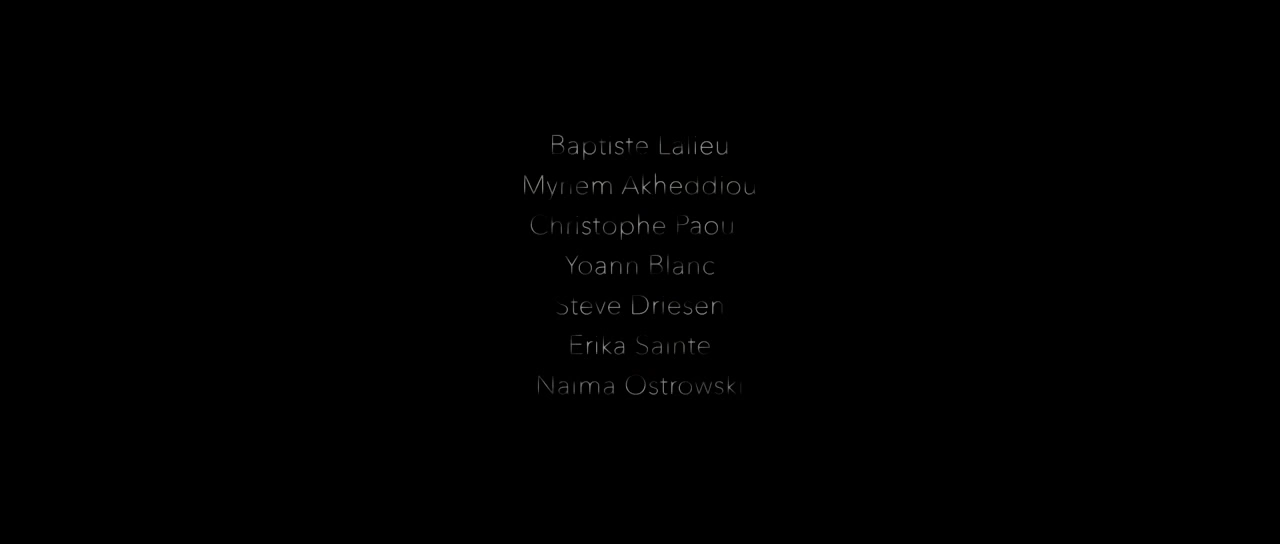 Baptiste Lalieu
Myriem Akheddiou
Christophe Paou
Yoann Blanc
Steve Driesen
Erika Sainte
Naima Ostrowski